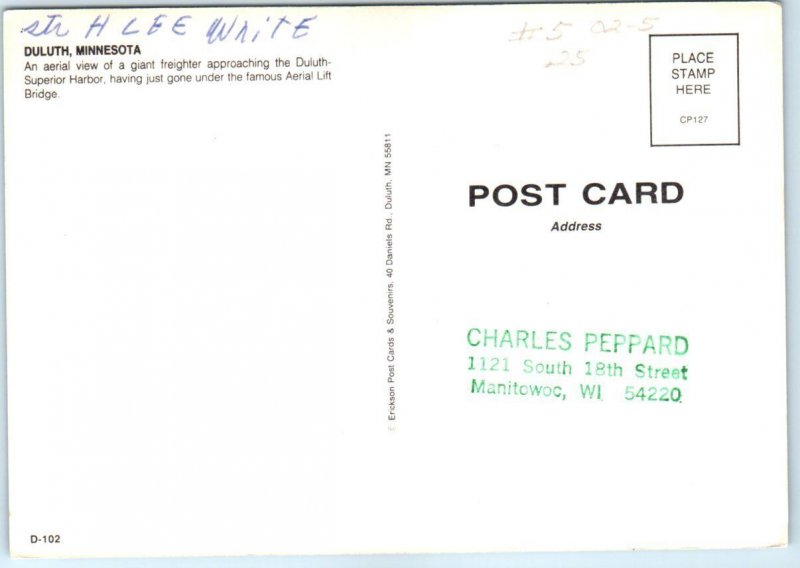 str H LEE WRITE
#5 02-5
25
DULUTH, MINNESOTA
An aerial view of a giant freighter approaching the Duluth-
Superior Harbor, having just gone under the famous Aerial Lift
Bridge.
PLACE
STAMP
HERE
CP127
POST CARD
Address
© Erickson Post Cards & Souvenirs, 40 Daniels Rd., Duluth, MN 55811
CHARLES PEPPARD
1121 South 18th Street
Manitowoc, WI 54220
D-102